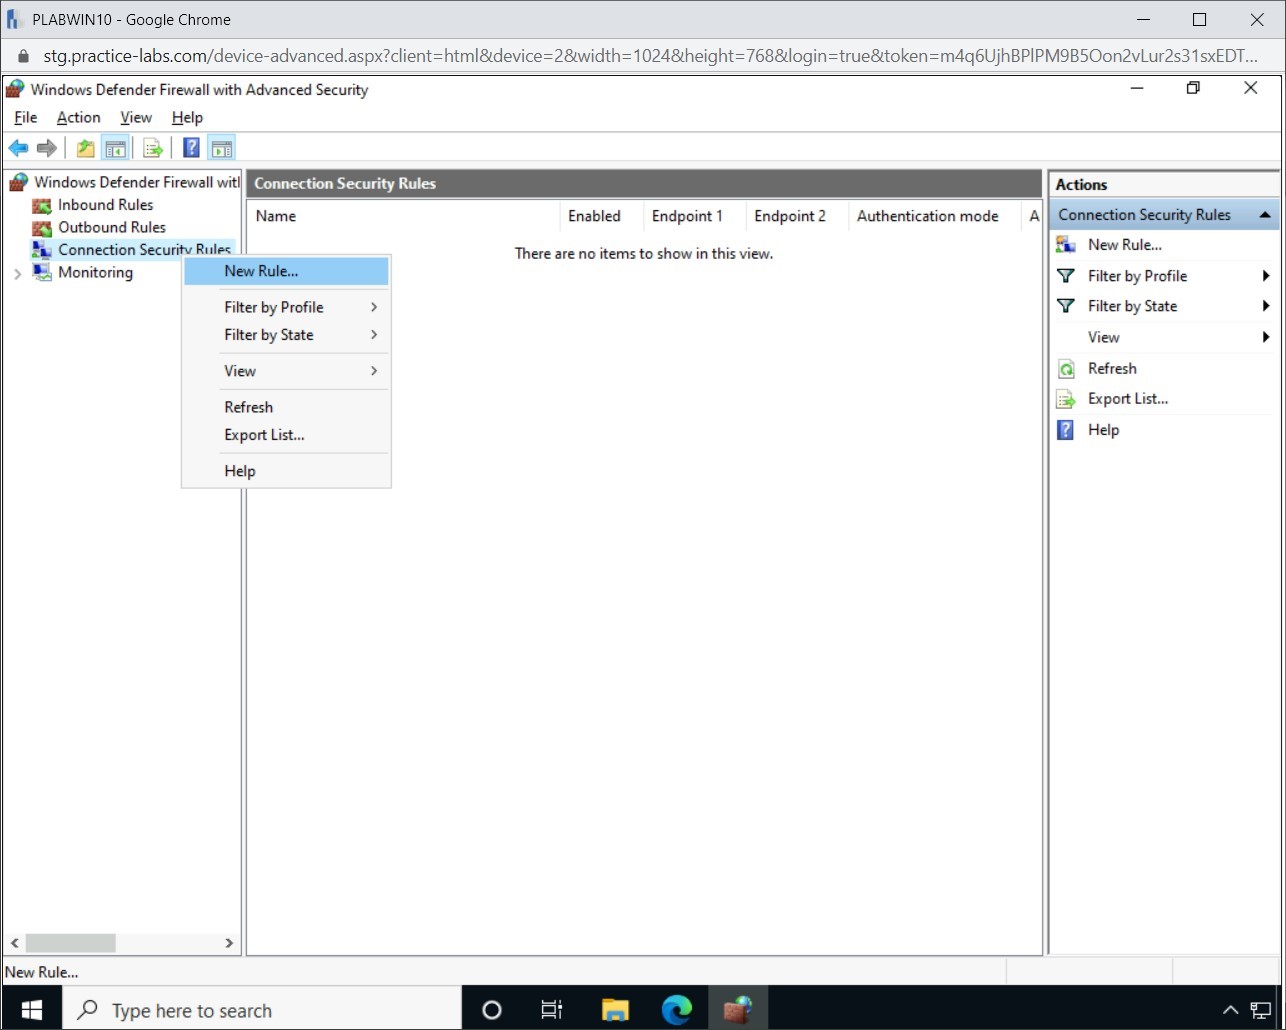 PLABWIN10 - Google Chrome
stg.practice-labs.com/device-advanced.aspx?client=html&device=2&width=1024&height=768&login=true&token=m4q6UjhBPlPM9B5Oon2vLur2s31sxEDT...
Windows Defender Firewall with Advanced Security
File Action View Help
Windows Defender Firewall witl
Inbound Rules
Outbound Rules
Connection Security Rules
Monitoring
New Rule...
Filter by Profile
Filter by State
View
Refresh
Export List...
Help
Connection Security Rules
Name Enabled Endpoint 1 Endpoint 2 Authentication mode A
There are no items to show in this view.
Actions
Connection Security Rules
New Rule...
Filter by Profile
Filter by State
View
Refresh
Export List...
Help
New Rule...
Type here to search